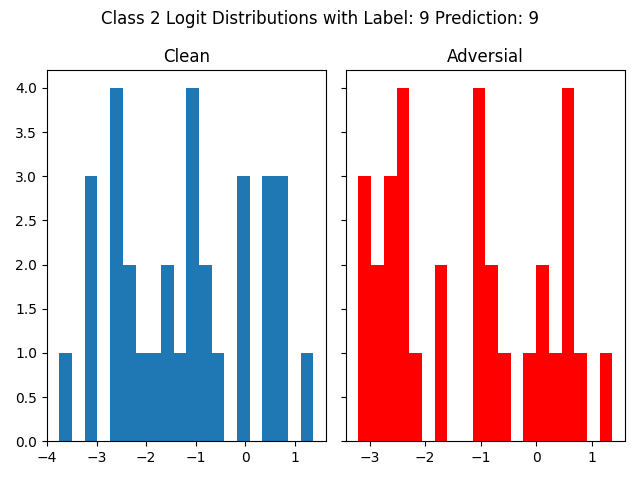 Class 2 Logit Distributions with Label: 9 Prediction: 9
Clean
Adversial
4.0
3.5
3.0
2.5
2.0
1.5
1.0
0.5
0.0
−4 −3 −2 −1 0 1
−3 −2 −1 0 1